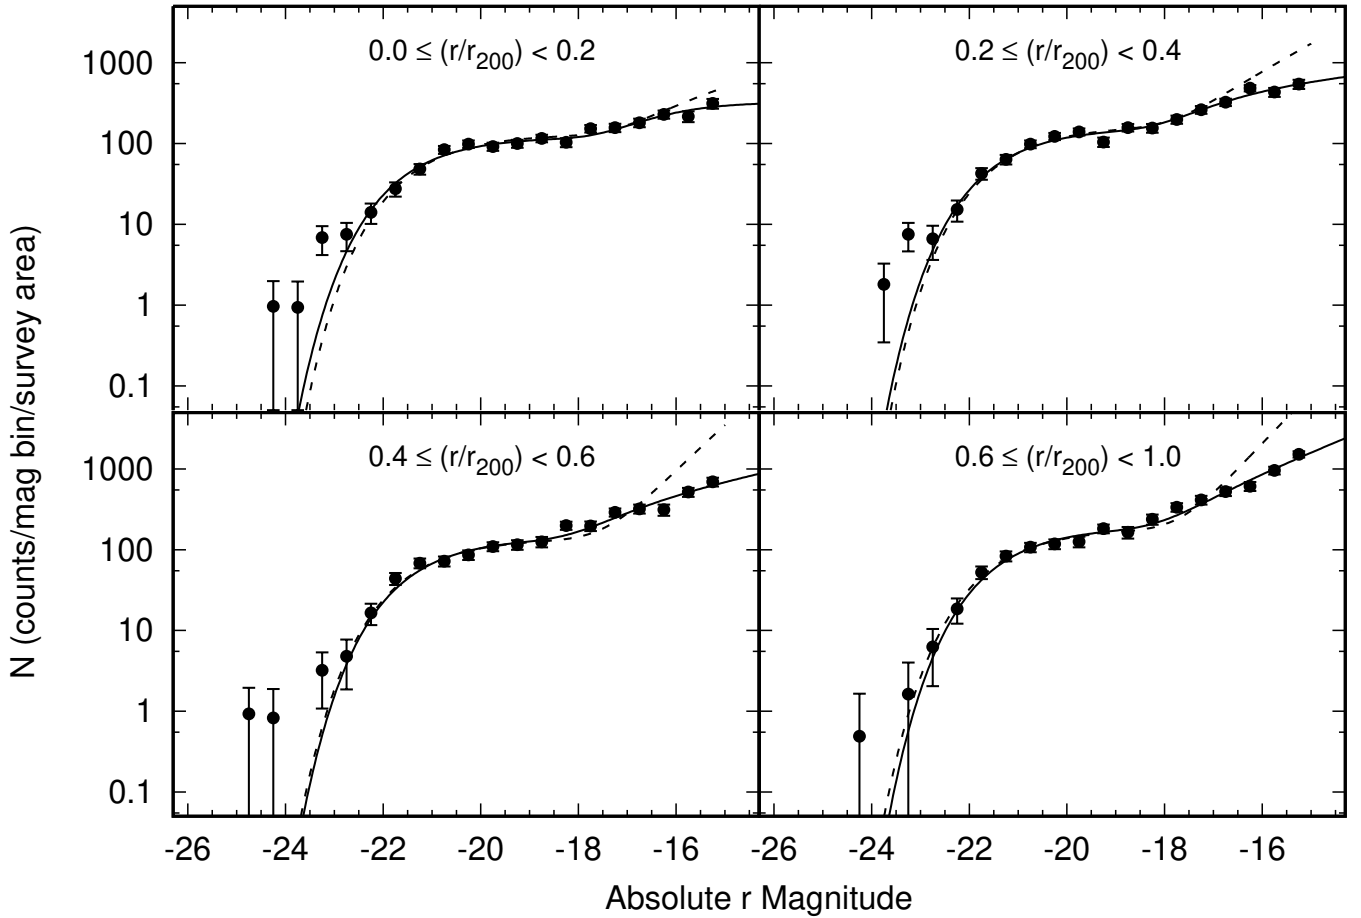 0.0 ≤ (r/r200) < 0.2
0.2 ≤ (r/r200) < 0.4
1000
100
10
1
0.1
0.4 ≤ (r/r200) < 0.6
0.6 ≤ (r/r200) < 1.0
1000
100
10
1
0.1
N (counts/mag bin/survey area)
-26 -24 -22 -20 -18 -16 -26 -24 -22 -20 -18 -16
Absolute r Magnitude